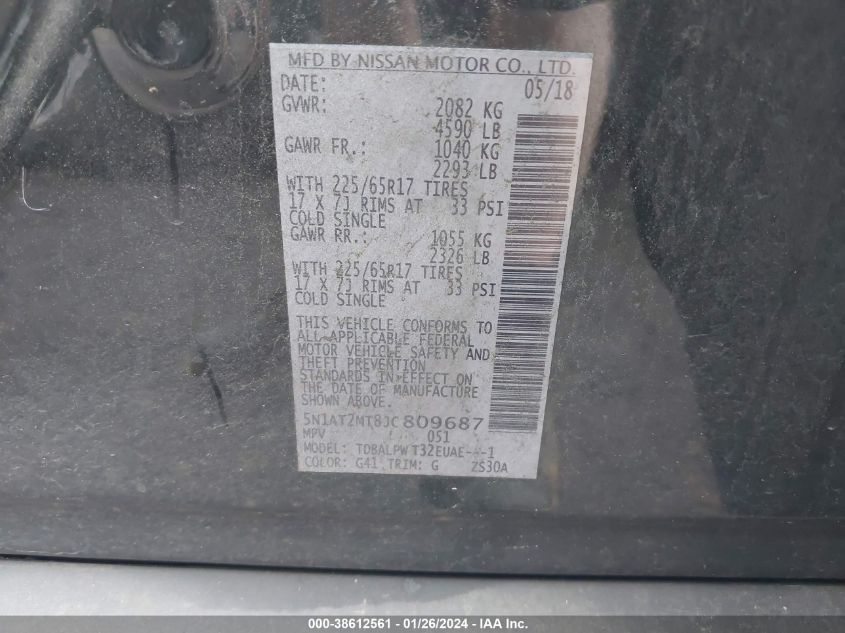 MFD BY NISSAN MOTOR CO., LTD.
DATE: 05/18
GVWR: 2082 KG
4590 LB
GAWR FR.: 1040 KG
2293 LB
WITH 225/65R17 TIRES
17 X 7J RIMS AT 33 PSI
COLD SINGLE
GAWR RR.: 1055 KG
2326 LB
WITH 225/65R17 TIRES
17 X 7J RIMS AT 33 PSI
COLD SINGLE
THIS VEHICLE CONFORMS TO
ALL APPLICABLE FEDERAL
MOTOR VEHICLE SAFETY AND
THEFT PREVENTION
STANDARDS IN EFFECT ON
THE DATE OF MANUFACTURE
SHOWN ABOVE.
5N1AT2MT8JC809687
MPV 051
MODEL: TDBALPWT32EUAE---1
COLOR: G41 TRIM: G ZS30A
000-38612561 - 01/26/2024 - IAA Inc.